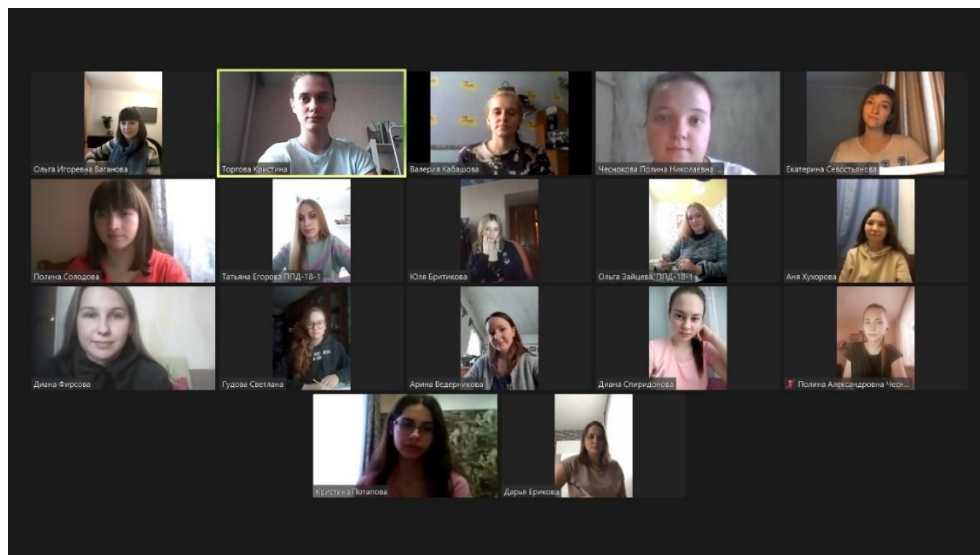 Ольга Игоревна Ваганова
Торгова Кристина
Валерия Кабашова
Чеснокова Полина Николаевна ...
Екатерина Севостьянова
Полина Солодова
Татьяна Егорова ППД-18-1
Юля Бритикова
Ольга Зайцева, ППД-18-1
Аня Хухорова
Диана Фирсова
Гудова Светлана
Арина Ведерникова
Диана Спиридонова
Полина Александровна Чесн...
Кристина Потапова
Дарья Ерикова